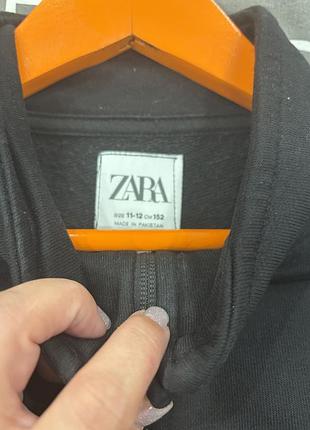 ZARA
SIZE 11-12 CM 152
MADE IN PAKISTAN